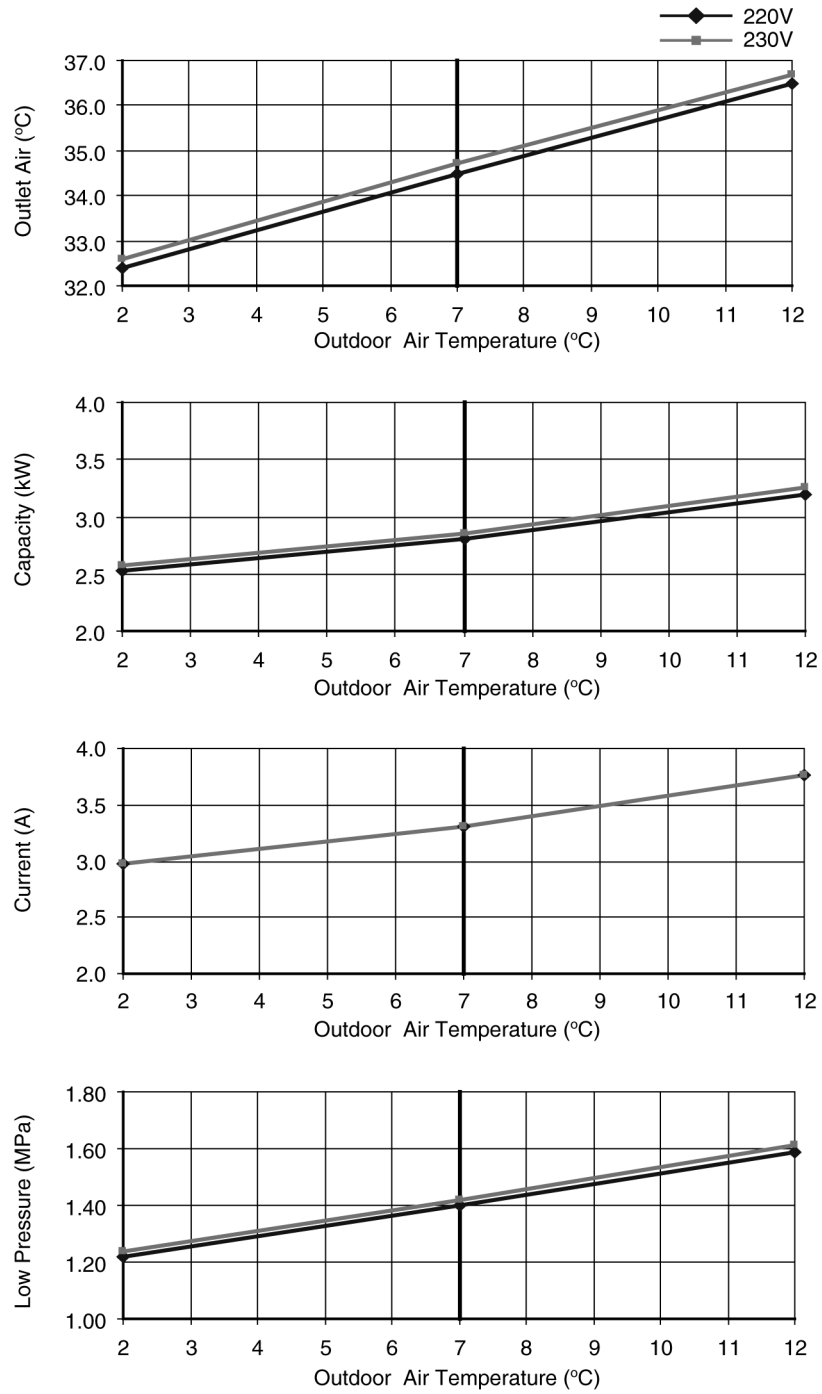 220V
230V
37.0
36.0
35.0
34.0
33.0
32.0
Outlet Air (°C)
2 3 4 5 6 7 8 9 10 11 12
Outdoor Air Temperature (°C)
4.0
3.5
3.0
2.5
2.0
Capacity (kW)
2 3 4 5 6 7 8 9 10 11 12
Outdoor Air Temperature (°C)
4.0
3.5
3.0
2.5
2.0
Current (A)
2 3 4 5 6 7 8 9 10 11 12
Outdoor Air Temperature (°C)
1.80
1.60
1.40
1.20
1.00
Low Pressure (MPa)
2 3 4 5 6 7 8 9 10 11 12
Outdoor Air Temperature (°C)